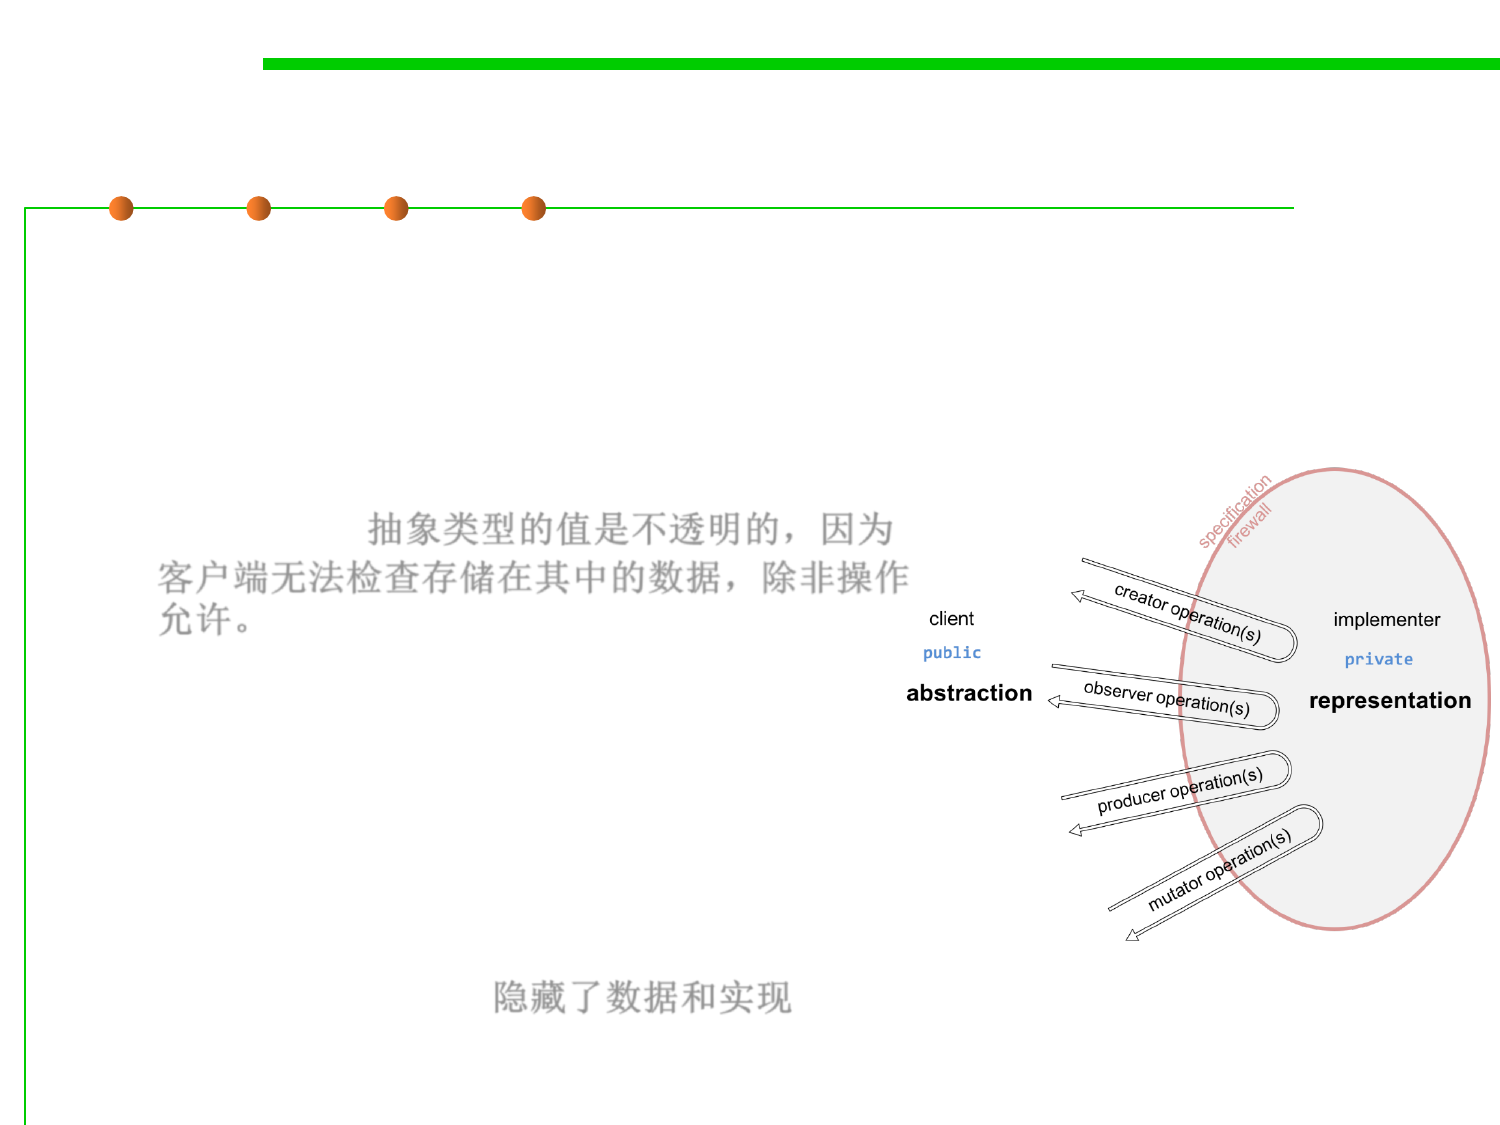 抽象类型的值是不透明的，因为
客户端无法检查存储在其中的数据，除非操作
允许。
specification
firewall
creator operation(s)
client
implementer
public
private
abstraction
observer operation(s)
representation
producer operation(s)
mutator operation(s)
隐藏了数据和实现